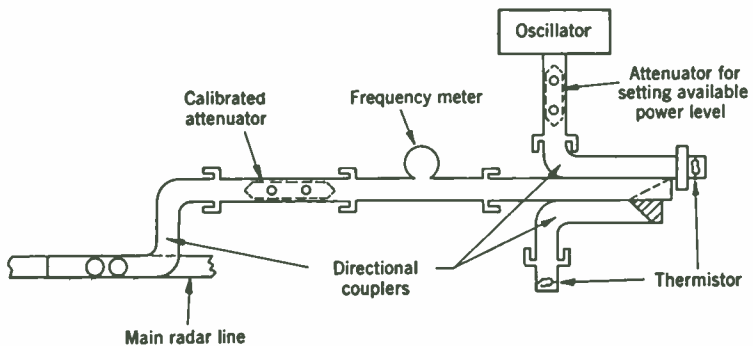 Oscillator
Attenuator for
setting available
power level
Calibrated
attenuator
Frequency meter
Directional
couplers
Thermistor
Main radar line